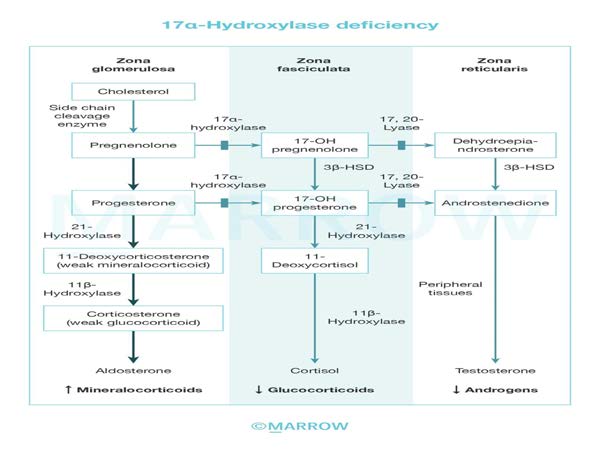 17α-Hydroxylase deficiency
Zona
glomerulosa
Zona
fasciculata
Zona
reticularis
Cholesterol
Side chain
cleavage
enzyme
17α-
hydroxylase
17, 20-
Lyase
Pregnenolone
17-OH
pregnenolone
Dehydroepia-
ndrosterone
3β-HSD
3β-HSD
17α-
hydroxylase
17, 20-
Lyase
Progesterone
17-OH
progesterone
Androstenedione
21-
Hydroxylase
21-
Hydroxylase
11-Deoxycorticosterone
(weak mineralocorticoid)
11-
Deoxycortisol
Peripheral
tissues
11β-
Hydroxylase
11β-
Hydroxylase
Corticosterone
(weak glucocorticoid)
Aldosterone
Cortisol
Testosterone
↑ Mineralocorticoids
↓ Glucocorticoids
↓ Androgens
MARROW
©MARROW